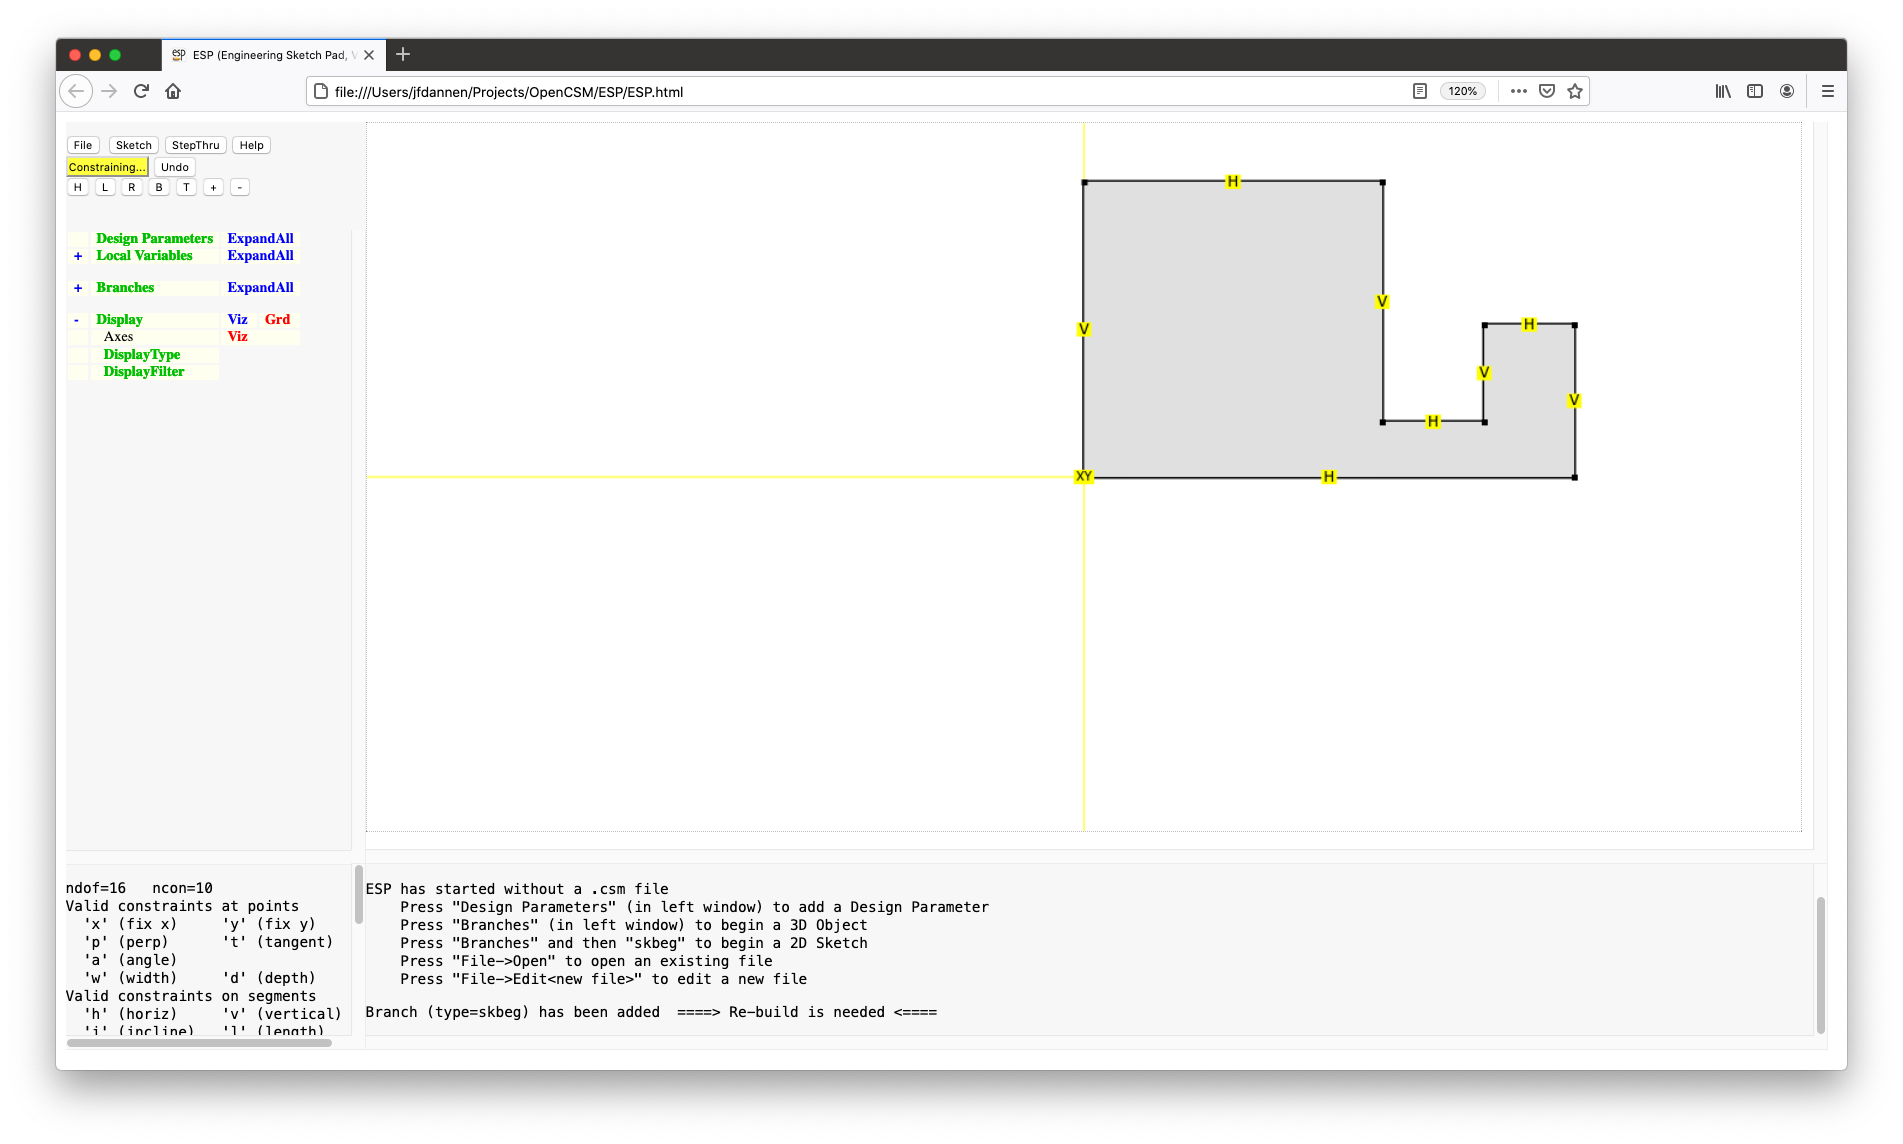 esp ESP (Engineering Sketch Pad, V
file:///Users/jfdannen/Projects/OpenCSM/ESP/ESP.html 120%
File Sketch StepThru Help
Constraining... Undo
H L R B T + -
Design Parameters ExpandAll
+ Local Variables ExpandAll
+ Branches ExpandAll
- Display Viz Grd
Axes Viz
DisplayType
DisplayFilter
H
V
H
V
V
V
H
XY
H
ndof=16 ncon=10
Valid constraints at points
'x' (fix x) 'y' (fix y)
'p' (perp) 't' (tangent)
'a' (angle)
'w' (width) 'd' (depth)
Valid constraints on segments
'h' (horiz) 'v' (vertical)
'i' (incline) 'l' (length)
ESP has started without a .csm file
Press "Design Parameters" (in left window) to add a Design Parameter
Press "Branches" (in left window) to begin a 3D Object
Press "Branches" and then "skbeg" to begin a 2D Sketch
Press "File->Open" to open an existing file
Press "File->Edit<new file>" to edit a new file
Branch (type=skbeg) has been added ====> Re-build is needed <====